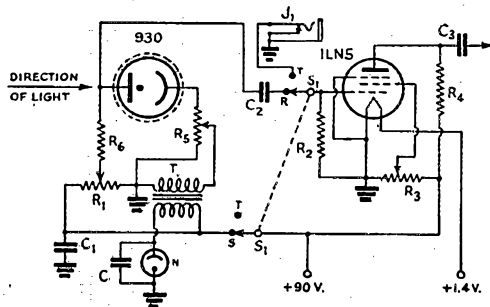 930
J₁
1LN5
C₃
DIRECTION
OF LIGHT
T
C₂
R
S₁
R₄
R₅
R₆
R₂
T
R₁
R₃
T
C₁
S
S₁
C
N
+90 V.
+1.4V.